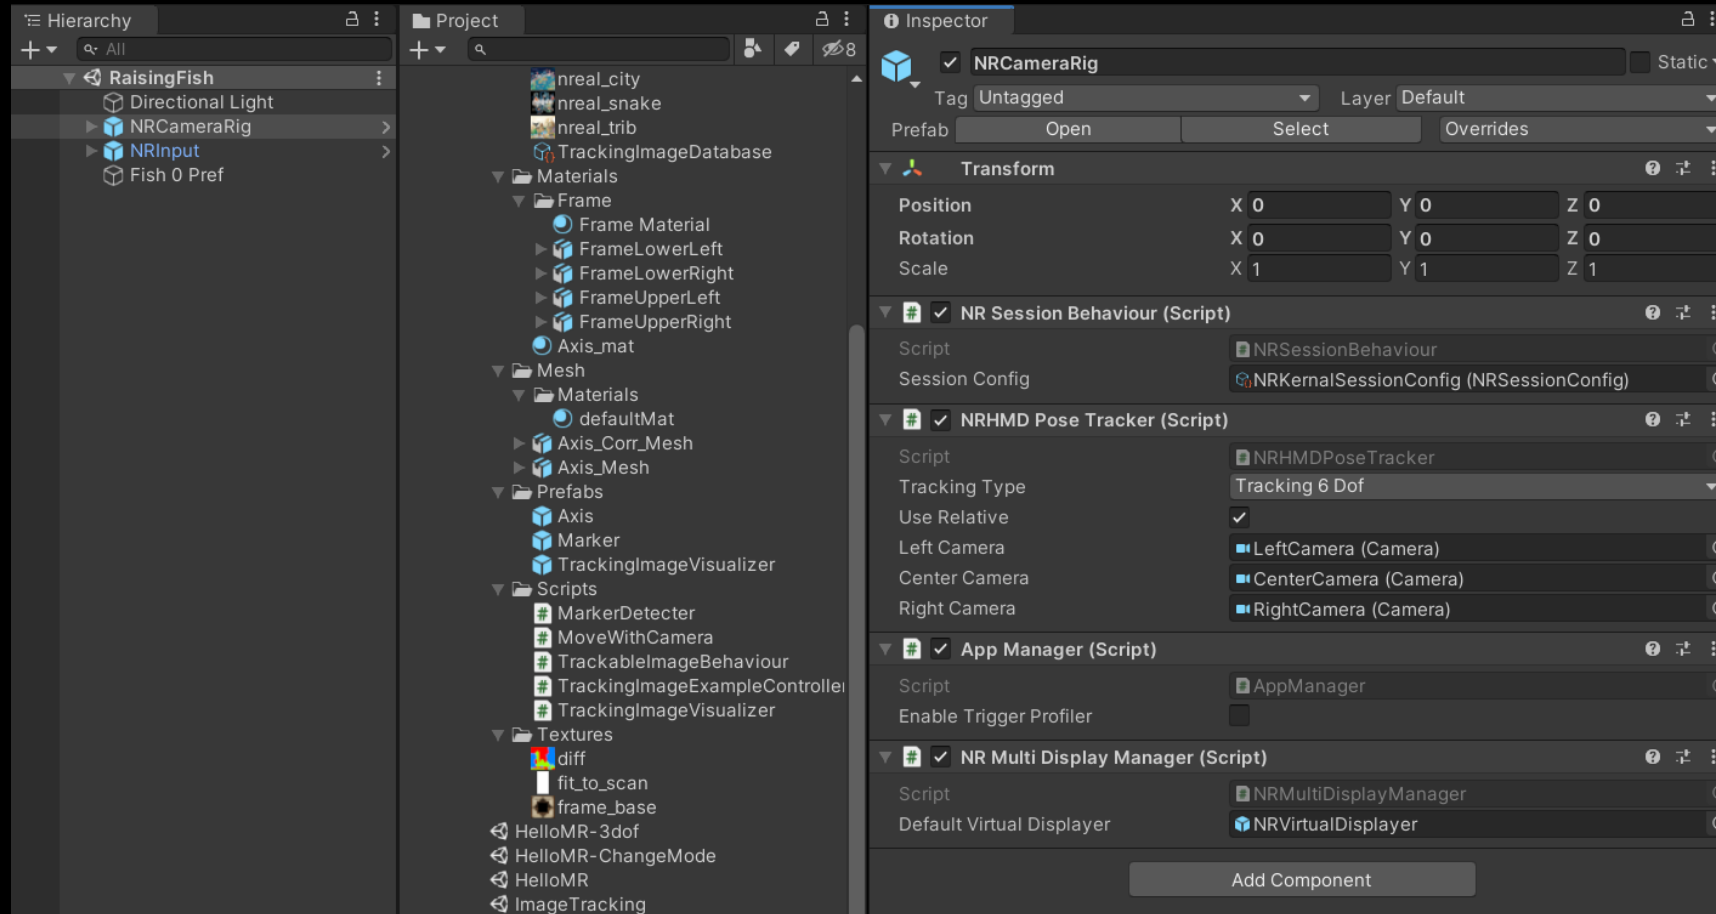 Hierarchy
All
RaisingFish
Directional Light
NRCameraRig
NRInput
Fish 0 Pref
Project
8
nreal_city
nreal_snake
nreal_trib
TrackingImageDatabase
Materials
Frame
Frame Material
FrameLowerLeft
FrameLowerRight
FrameUpperLeft
FrameUpperRight
Axis_mat
Mesh
Materials
defaultMat
Axis_Corr_Mesh
Axis_Mesh
Prefabs
Axis
Marker
TrackingImageVisualizer
Scripts
MarkerDetecter
MoveWithCamera
TrackableImageBehaviour
TrackingImageExampleController
TrackingImageVisualizer
Textures
diff
fit_to_scan
frame_base
HelloMR-3dof
HelloMR-ChangeMode
HelloMR
ImageTracking
Inspector
NRCameraRig Static
Tag Untagged Layer Default
Prefab Open Select Overrides
Transform
Position X 0 Y 0 Z 0
Rotation X 0 Y 0 Z 0
Scale X 1 Y 1 Z 1
NR Session Behaviour (Script)
Script NRSessionBehaviour
Session Config NRKernalSessionConfig (NRSessionConfig)
NRHMD Pose Tracker (Script)
Script NRHMDPoseTracker
Tracking Type Tracking 6 Dof
Use Relative
Left Camera LeftCamera (Camera)
Center Camera CenterCamera (Camera)
Right Camera RightCamera (Camera)
App Manager (Script)
Script AppManager
Enable Trigger Profiler
NR Multi Display Manager (Script)
Script NRMultiDisplayManager
Default Virtual Displayer NRVirtualDisplayer
Add Component